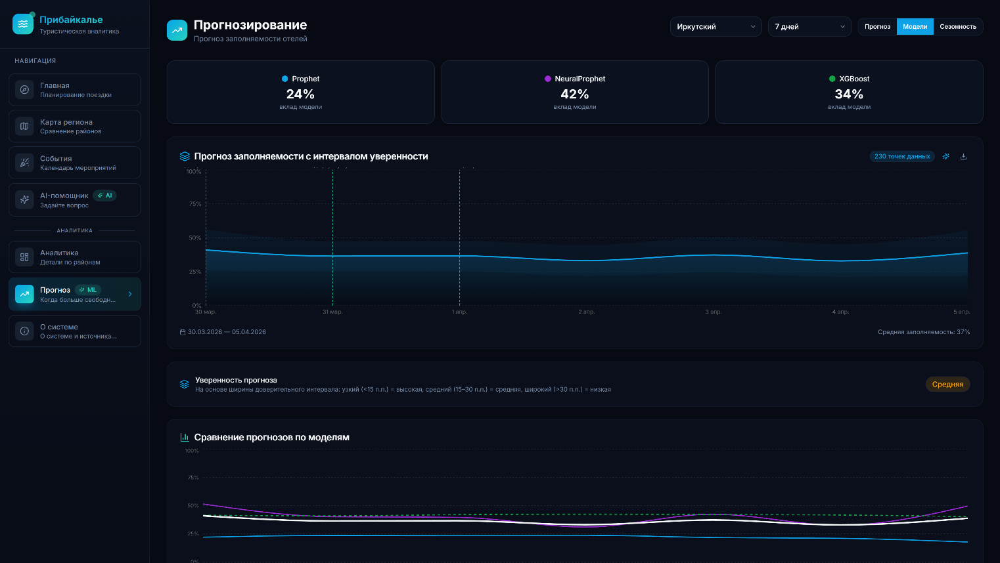 Прибайкалье
Туристическая аналитика
НАВИГАЦИЯ
Главная
Планирование поездки
Карта региона
Сравнение районов
События
Календарь мероприятий
AI-помощник
AI
Задайте вопрос
АНАЛИТИКА
Аналитика
Детали по районам
Прогноз
ML
Когда больше свободн...
О системе
О системе и источника...
Прогнозирование
Прогноз заполняемости отелей
Иркутский
7 дней
Прогноз
Модели
Сезонность
Prophet
24%
вклад модели
NeuralProphet
42%
вклад модели
XGBoost
34%
вклад модели
Прогноз заполняемости с интервалом уверенности
230 точек данных
100%
75%
50%
25%
0%
30 мар.
31 мар.
1 апр.
2 апр.
3 апр.
4 апр.
5 апр.
30.03.2026 — 05.04.2026
Средняя заполняемость: 37%
Уверенность прогноза
На основе ширины доверительного интервала: узкий (<15 п.п.) = высокая, средний (15–30 п.п.) = средняя, широкий (>30 п.п.) = низкая
Средняя
Сравнение прогнозов по моделям
100%
75%
50%
25%
0%